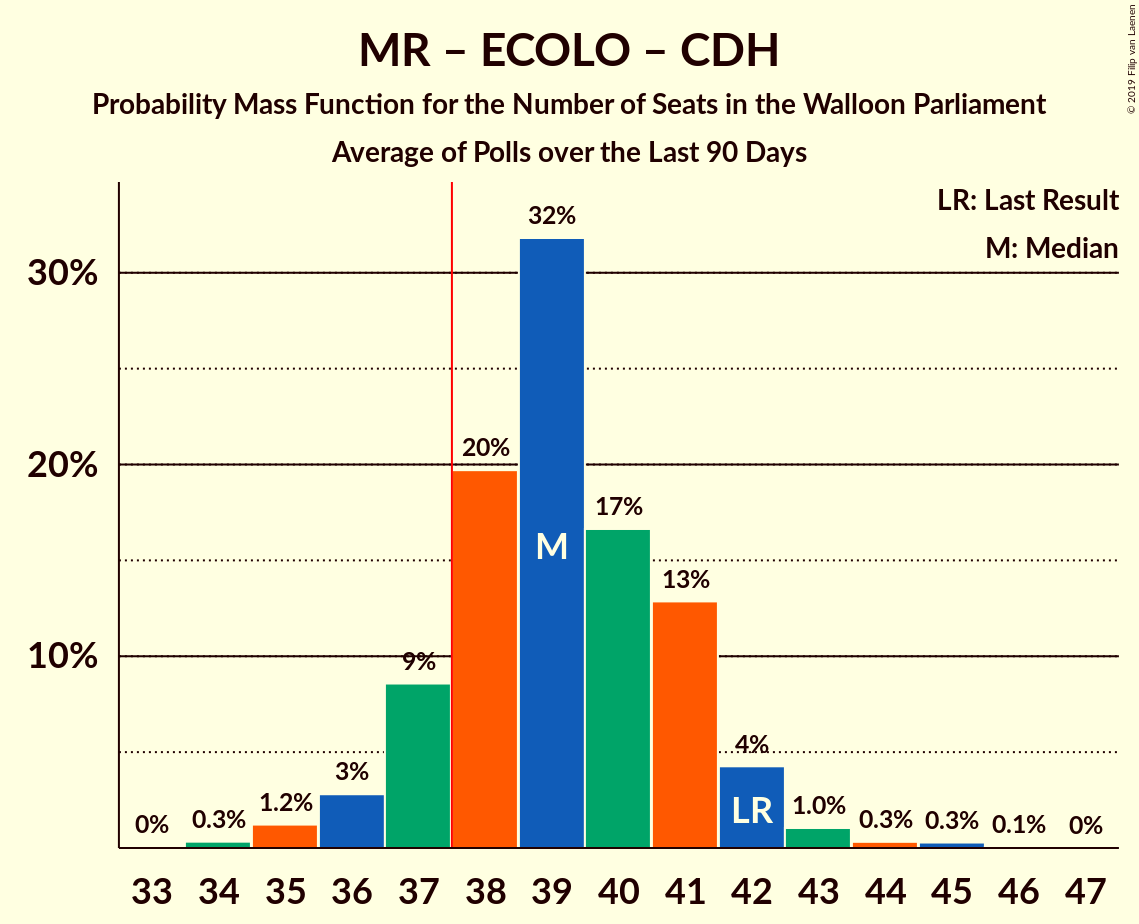 MR – ECOLO – CDH
Probability Mass Function for the Number of Seats in the Walloon Parliament
Average of Polls over the Last 90 Days
© 2019 Filip van Laenen
LR: Last Result
M: Median
30%
20%
10%
0%
0.3%
1.2%
3%
9%
20%
32%
17%
13%
4%
1.0%
0.3%
0.3%
0.1%
0%
M
LR
33 34 35 36 37 38 39 40 41 42 43 44 45 46 47